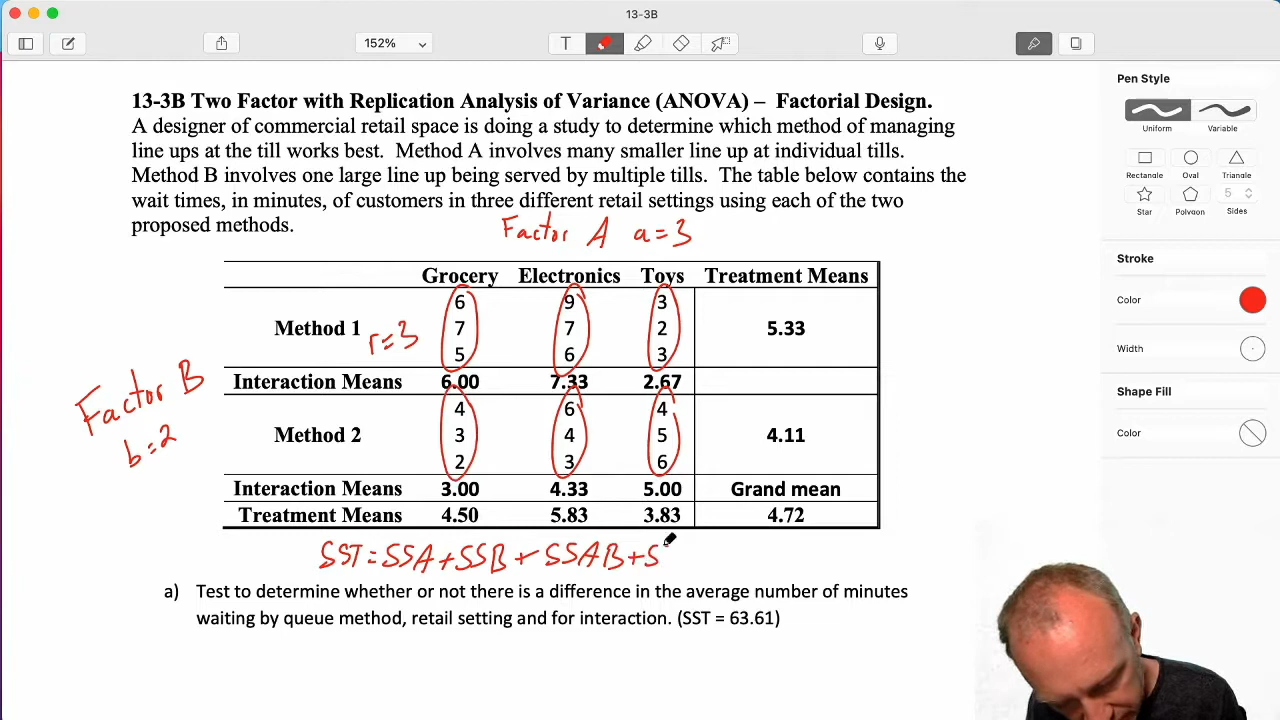 13-3B
152%
T
Pen Style
Uniform Variable
Rectangle Oval Triangle
Star Polygon 5 Sides
Stroke
Color
Width
Shape Fill
Color
13-3B Two Factor with Replication Analysis of Variance (ANOVA) – Factorial Design.
A designer of commercial retail space is doing a study to determine which method of managing
line ups at the till works best. Method A involves many smaller line up at individual tills.
Method B involves one large line up being served by multiple tills. The table below contains the
wait times, in minutes, of customers in three different retail settings using each of the two
proposed methods.
Factor A a=3
Grocery Electronics Toys Treatment Means
6 9 3
Method 1 r=3 7 7 2 5.33
5 6 3
Factor B
b=2
Interaction Means 6.00 7.33 2.67
4 6 4
Method 2 3 4 5 4.11
2 3 6
Interaction Means 3.00 4.33 5.00 Grand mean
Treatment Means 4.50 5.83 3.83 4.72
SST=SSA+SSB+SSAB+S
a) Test to determine whether or not there is a difference in the average number of minutes
waiting by queue method, retail setting and for interaction. (SST = 63.61)